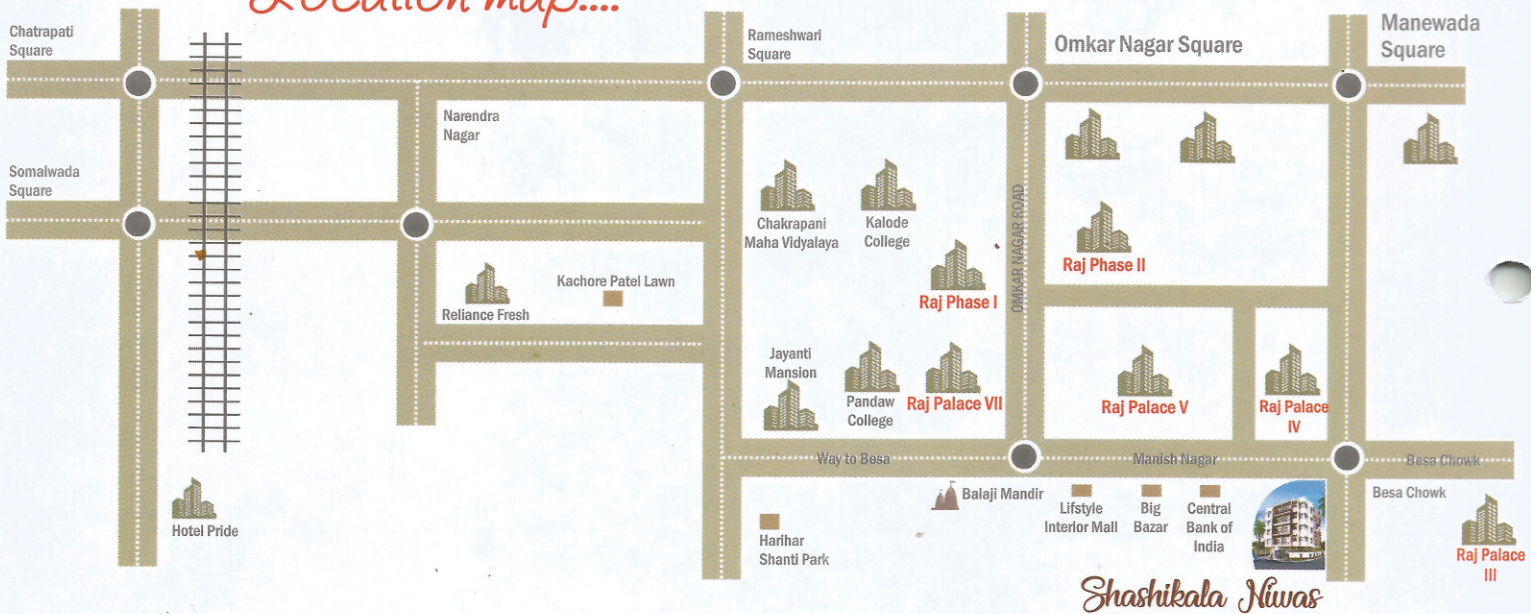 Location map....
Chatrapati
Square
Rameshwari
Square
Omkar Nagar Square
Manewada
Square
Narendra
Nagar
Somalwada
Square
Chakrapani
Maha Vidyalaya
Kalode
College
OMKAR NAGAR ROAD
Raj Phase II
Reliance Fresh
Kachore Patel Lawn
Raj Phase I
Jayanti
Mansion
Pandaw
College
Raj Palace VII
Raj Palace V
Raj Palace
IV
Way to Besa
Manish Nagar
Besa Chowk
Hotel Pride
Harihar
Shanti Park
Balaji Mandir
Lifstyle
Interior Mall
Big
Bazar
Central
Bank of
India
Besa Chowk
Raj Palace
III
Shashikala Niwas